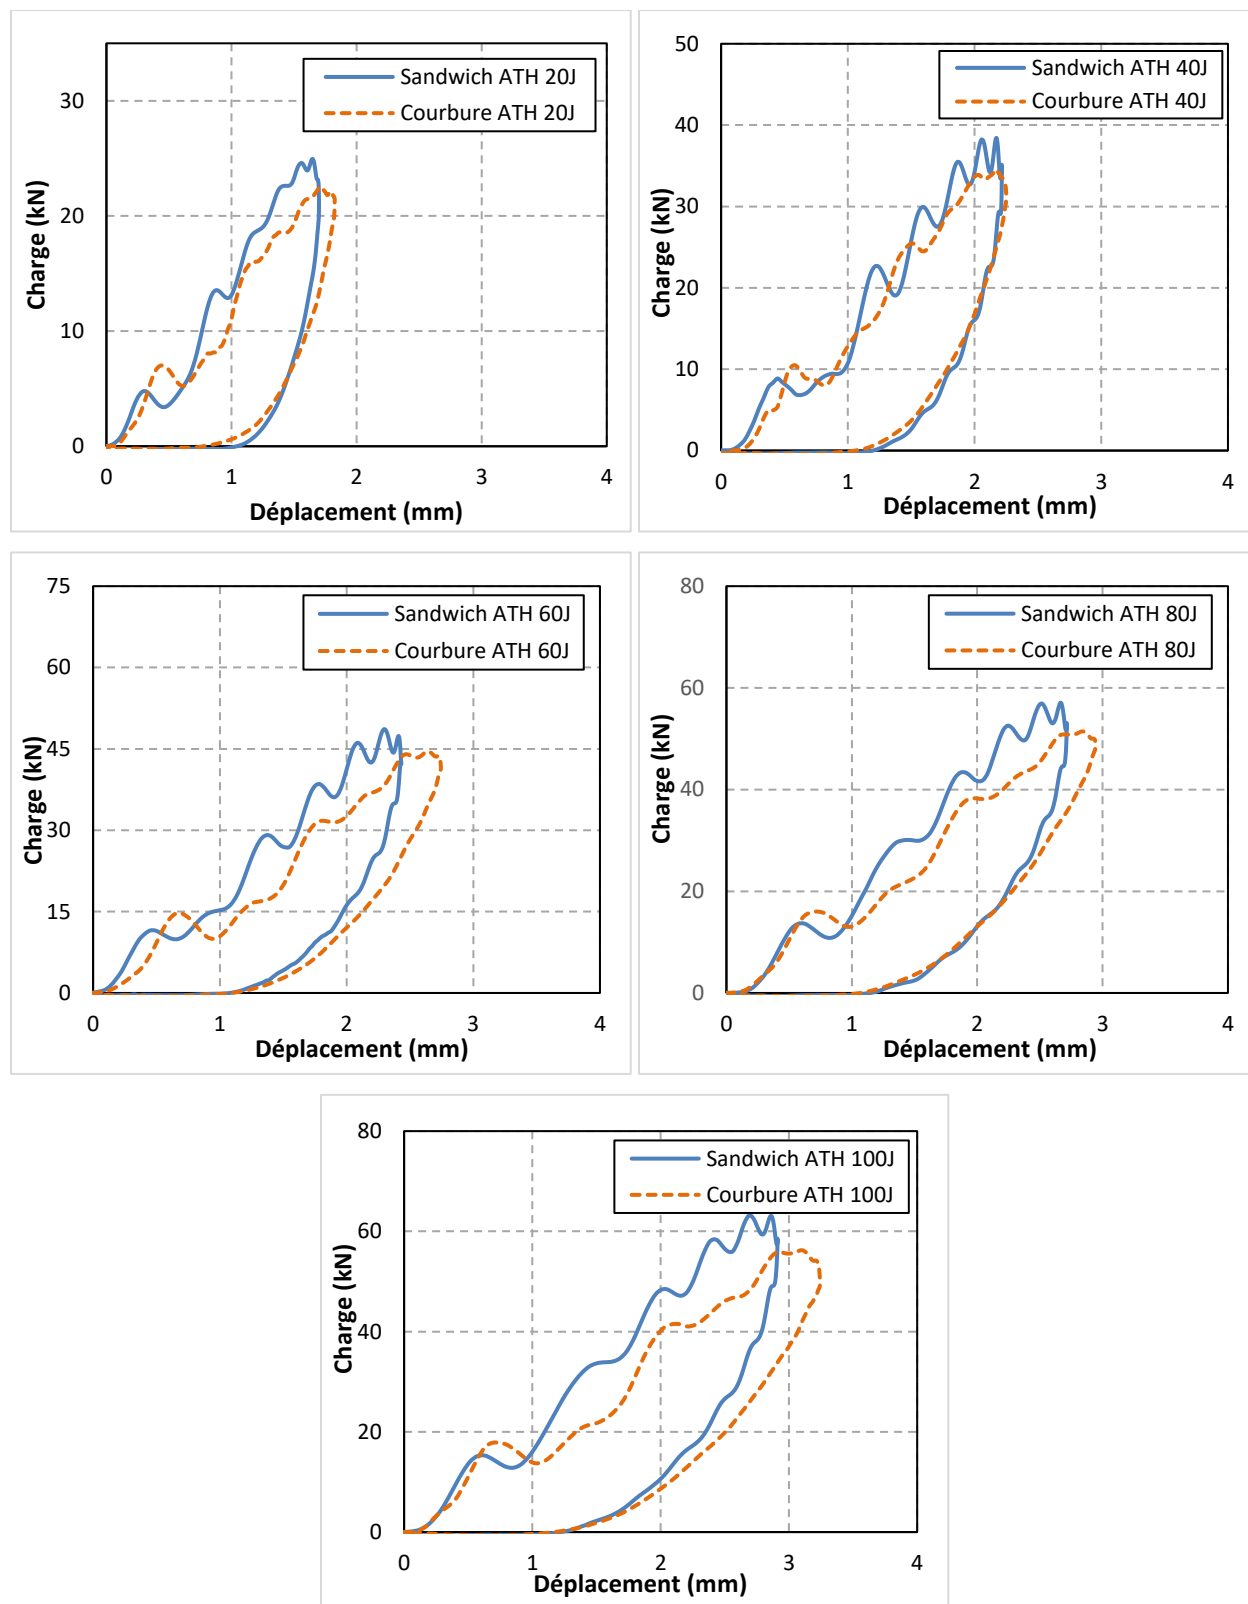 Sandwich ATH 20J
Courbure ATH 20J
30
20
10
0
0 1 2 3 4
Charge (kN)
Déplacement (mm)
Sandwich ATH 40J
Courbure ATH 40J
50
40
30
20
10
0
0 1 2 3 4
Charge (kN)
Déplacement (mm)
Sandwich ATH 60J
Courbure ATH 60J
75
60
45
30
15
0
0 1 2 3 4
Charge (kN)
Déplacement (mm)
Sandwich ATH 80J
Courbure ATH 80J
80
60
40
20
0
0 1 2 3 4
Charge (kN)
Déplacement (mm)
Sandwich ATH 100J
Courbure ATH 100J
80
60
40
20
0
0 1 2 3 4
Charge (kN)
Déplacement (mm)